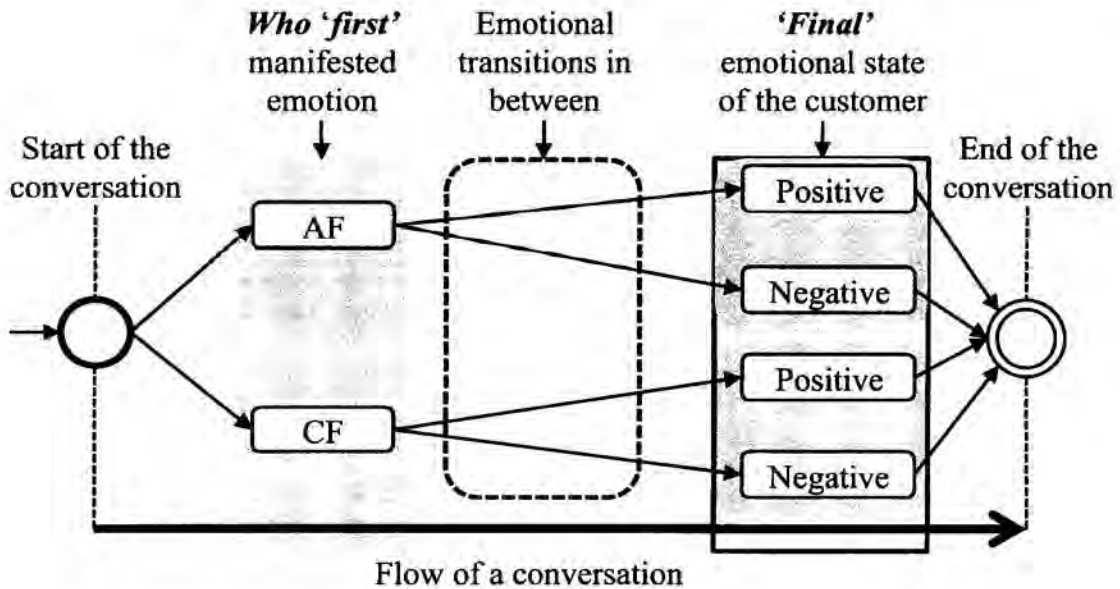 Who ‘first’
manifested
emotion
Emotional
transitions in
between
‘Final’
emotional state
of the customer
Start of the
conversation
End of the
conversation
AF
CF
Positive
Negative
Positive
Negative
Flow of a conversation